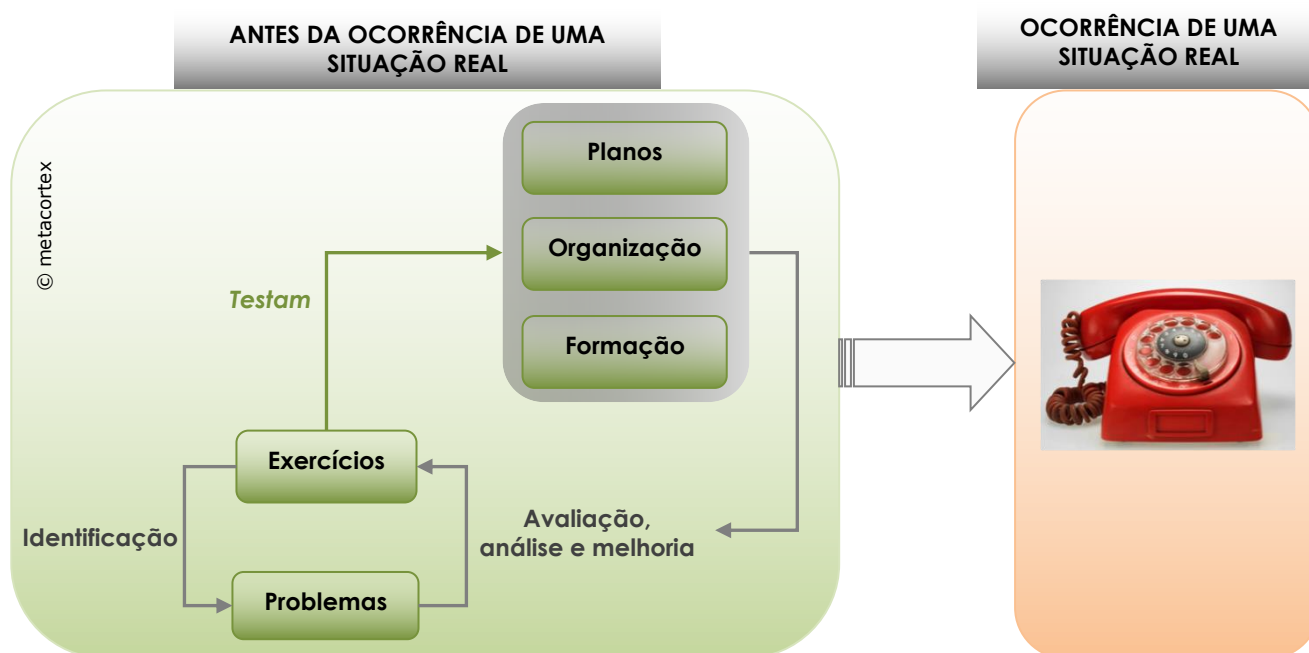 ANTES DA OCORRÊNCIA DE UMA
SITUAÇÃO REAL
OCORRÊNCIA DE UMA
SITUAÇÃO REAL
© metacortex
Planos
Organização
Formação
Testam
Exercícios
Identificação
Avaliação,
análise e melhoria
Problemas